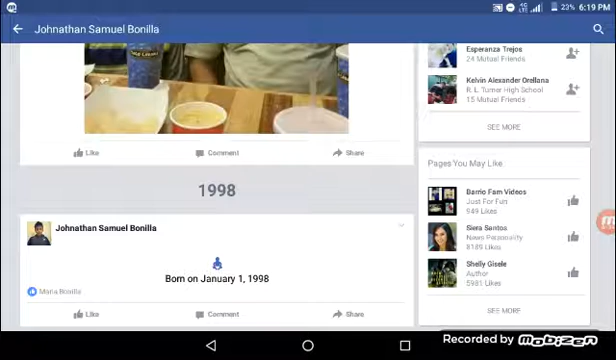 6:19 PM
23%
Johnathan Samuel Bonilla
Esperanza Trejos
24 Mutual Friends
Kelvin Alexander Orellana
R. L. Turner High School
15 Mutual Friends
SEE MORE
Like
Comment
Share
1998
Pages You May Like
Barrio Fam Videos
Just For Fun
949 Likes
Siera Santos
News Personality
8189 Likes
Shelly Gisele
Author
5981 Likes
SEE MORE
Johnathan Samuel Bonilla
Born on January 1, 1998
Maria Bonilla
Like
Comment
Share
Recorded by Mobizen